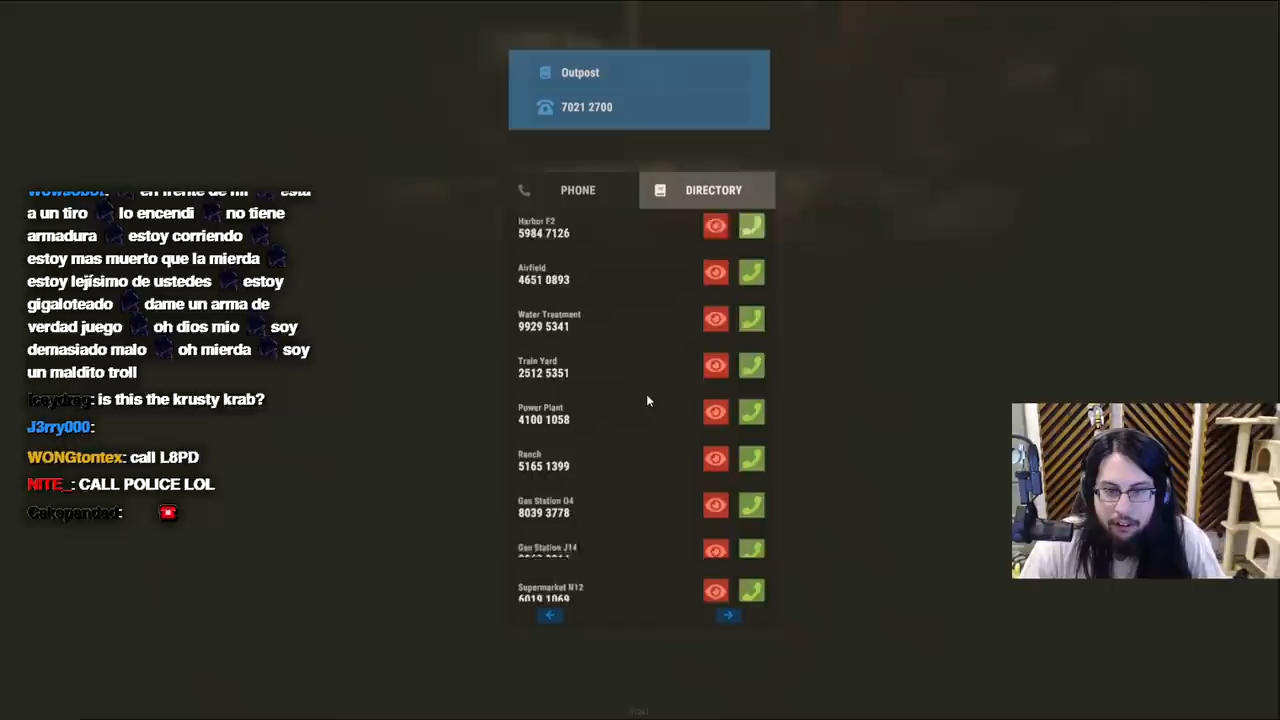 Outpost
7021 2700
PHONE
DIRECTORY
Harbor F2
5984 7126
Airfield
4651 0893
Water Treatment
9929 5341
Train Yard
2512 5351
Power Plant
4100 1058
Ranch
5165 1399
Gas Station O4
8039 3778
Gas Station J14
Supermarket N12
6019 1069
en frente de mi esta
a un tiro lo encendi no tiene
armadura estoy corriendo
estoy mas muerto que la mierda
estoy lejísimo de ustedes estoy
gigaloteado dame un arma de
verdad juego oh dios mio soy
demasiado malo oh mierda soy
un maldito troll
iceydrag: is this the krusty krab?
J3rry000:
WONGtontex: call L8PD
NITE_: CALL POLICE LOL
Cakepandad: